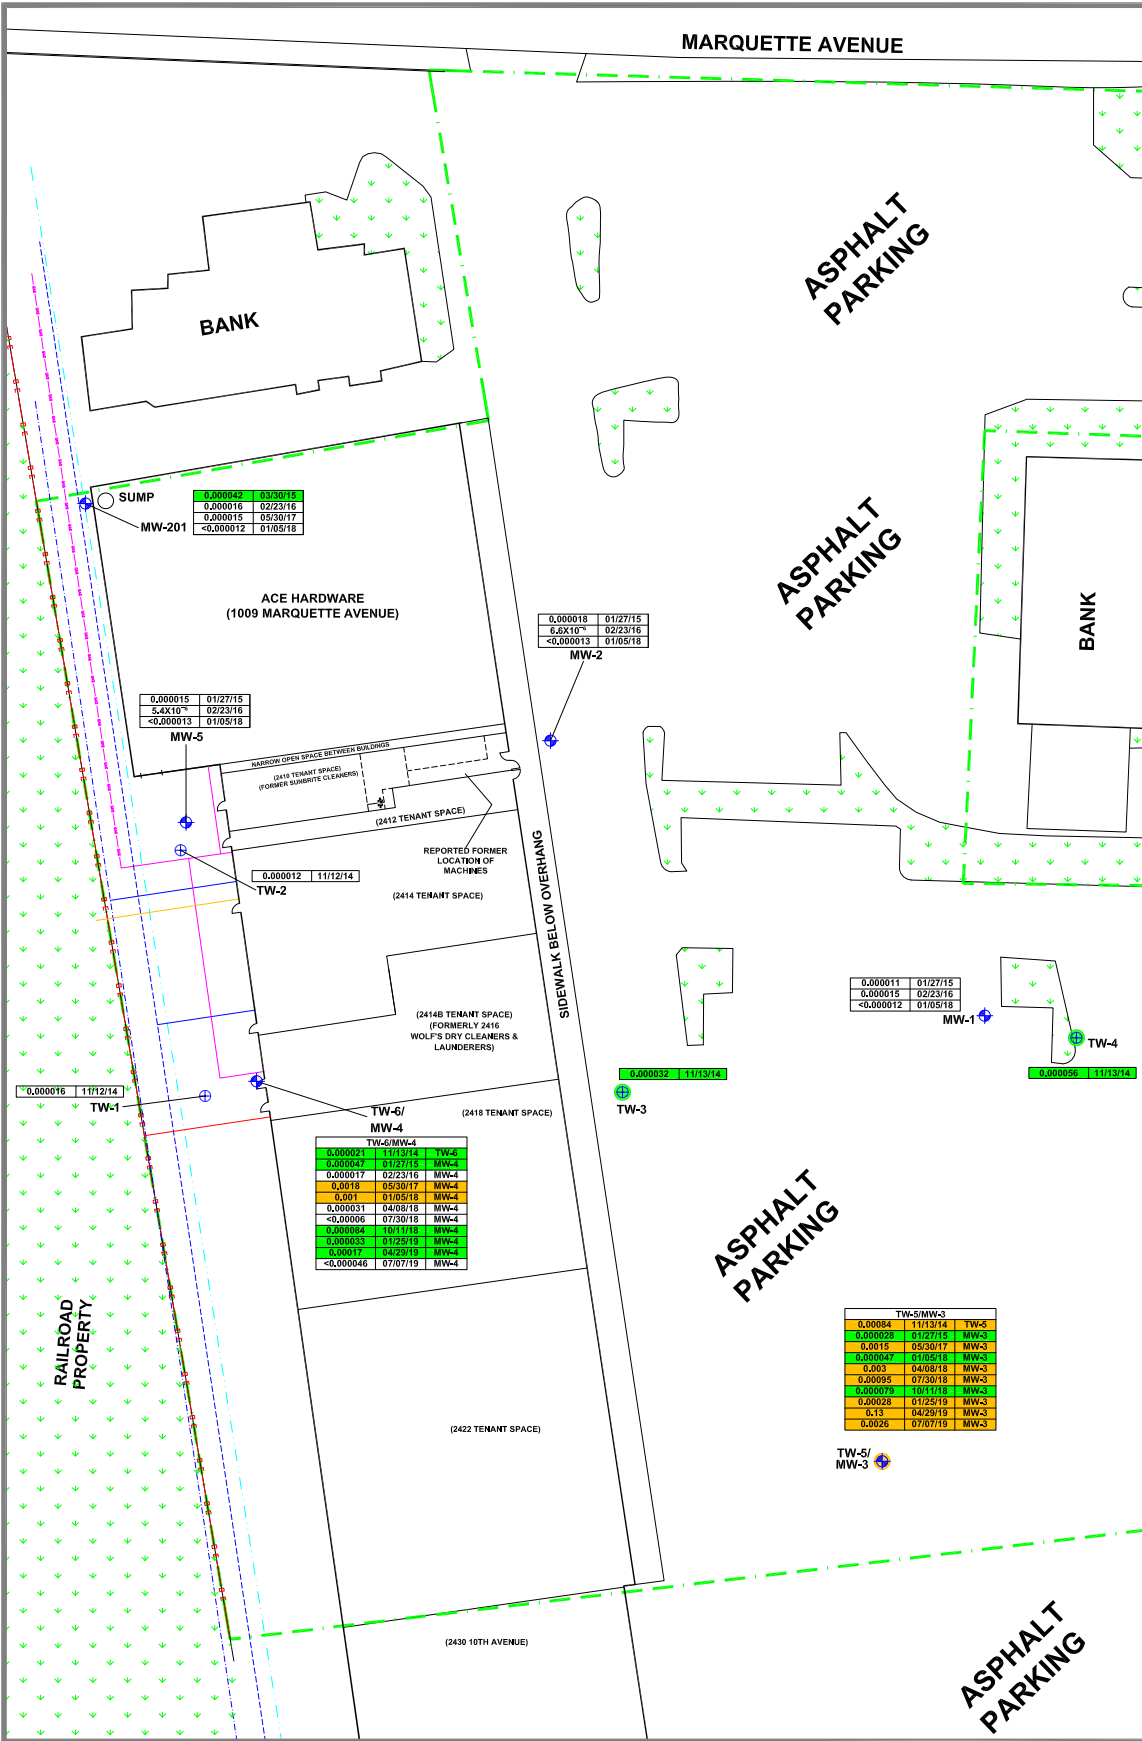 MARQUETTE AVENUE
ASPHALT
PARKING
BANK
SUMP
MW-201
0.000042 03/30/15
0.000016 02/23/16
0.000015 05/30/17
<0.000012 01/05/18
ASPHALT
PARKING
ACE HARDWARE
(1009 MARQUETTE AVENUE)
BANK
0.000018 01/27/15
6.6X10⁻⁶ 02/23/16
<0.000013 01/05/18
MW-2
0.000015 01/27/15
5.4X10⁻⁶ 02/23/16
<0.000013 01/05/18
MW-5
NARROW OPEN SPACE BETWEEN BUILDINGS
(2410 TENANT SPACE)
(FORMER SUNBRITE CLEANERS)
(2412 TENANT SPACE)
REPORTED FORMER
LOCATION OF
MACHINES
0.000012 11/12/14
TW-2
(2414 TENANT SPACE)
SIDEWALK BELOW OVERHANG
0.000011 01/27/15
0.000015 02/23/16
<0.000012 01/05/18
MW-1
(2414B TENANT SPACE)
(FORMERLY 2416
WOLF'S DRY CLEANERS &
LAUNDERERS)
TW-4
0.000056 11/13/14
0.000032 11/13/14
TW-3
0.000016 11/12/14
TW-1
TW-6/
MW-4
(2418 TENANT SPACE)
TW-6/MW-4
0.000021 11/13/14 TW-6
0.000047 01/27/15 MW-4
0.000017 02/23/16 MW-4
0.0018 05/30/17 MW-4
0.001 01/05/18 MW-4
0.000031 04/08/18 MW-4
<0.00006 07/30/18 MW-4
0.000084 10/11/18 MW-4
0.000033 01/25/19 MW-4
0.00017 04/29/19 MW-4
<0.000046 07/07/19 MW-4
ASPHALT
PARKING
RAILROAD
PROPERTY
TW-5/MW-3
0.00084 11/13/14 TW-5
0.000028 01/27/15 MW-3
0.0015 05/30/17 MW-3
0.000047 01/05/18 MW-3
0.003 04/08/18 MW-3
0.00095 07/30/18 MW-3
0.000079 10/11/18 MW-3
0.00028 01/25/19 MW-3
0.13 04/29/19 MW-3
0.0026 07/07/19 MW-3
(2422 TENANT SPACE)
TW-5/
MW-3
(2430 10TH AVENUE)
ASPHALT
PARKING